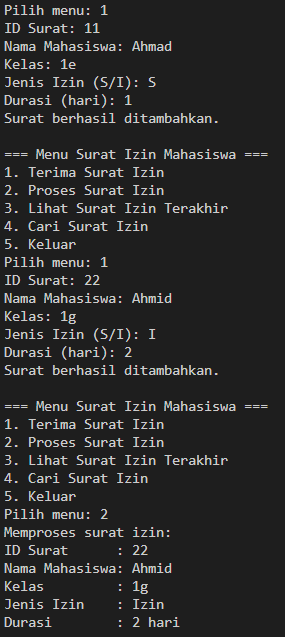 Pilih menu: 1
ID Surat: 11
Nama Mahasiswa: Ahmad
Kelas: 1e
Jenis Izin (S/I): S
Durasi (hari): 1
Surat berhasil ditambahkan.

=== Menu Surat Izin Mahasiswa ===
1. Terima Surat Izin
2. Proses Surat Izin
3. Lihat Surat Izin Terakhir
4. Cari Surat Izin
5. Keluar
Pilih menu: 1
ID Surat: 22
Nama Mahasiswa: Ahmid
Kelas: 1g
Jenis Izin (S/I): I
Durasi (hari): 2
Surat berhasil ditambahkan.

=== Menu Surat Izin Mahasiswa ===
1. Terima Surat Izin
2. Proses Surat Izin
3. Lihat Surat Izin Terakhir
4. Cari Surat Izin
5. Keluar
Pilih menu: 2
Memproses surat izin:
ID Surat      : 22
Nama Mahasiswa: Ahmid
Kelas         : 1g
Jenis Izin    : Izin
Durasi        : 2 hari